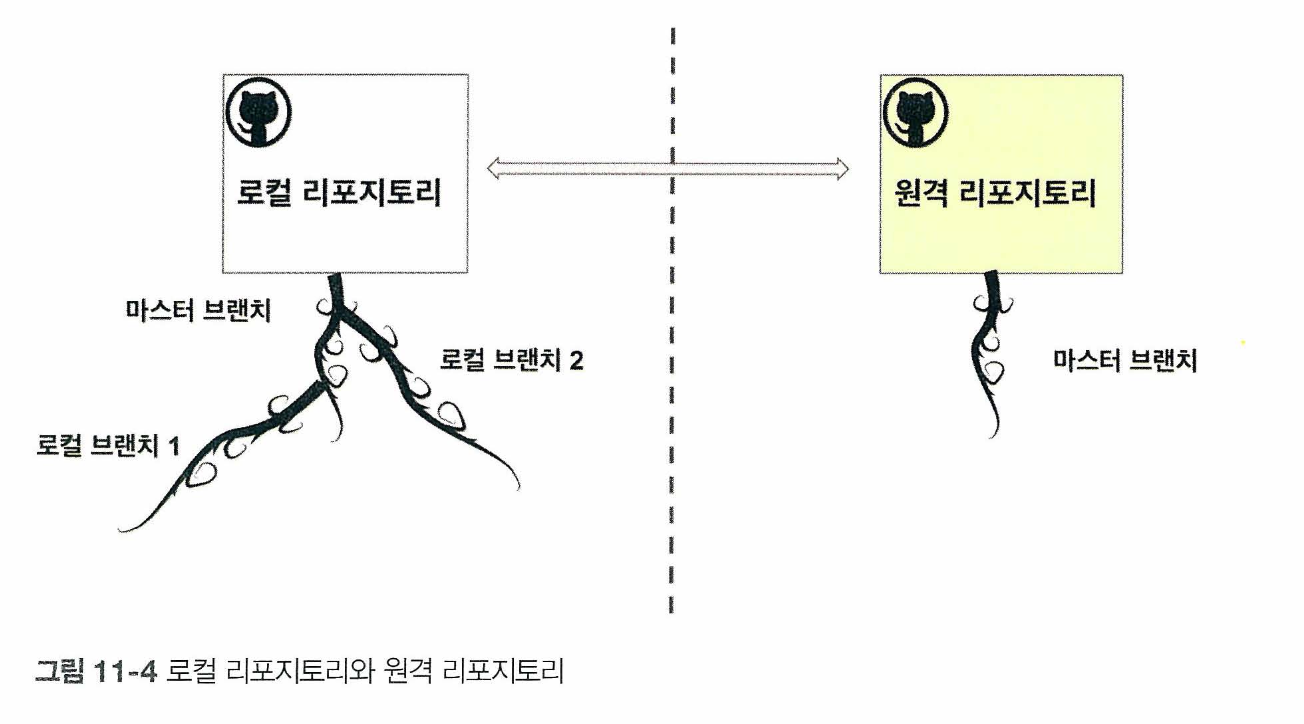 로컬 리포지토리
원격 리포지토리
마스터 브랜치
로컬 브랜치 2
마스터 브랜치
로컬 브랜치 1
그림 11-4 로컬 리포지토리와 원격 리포지토리